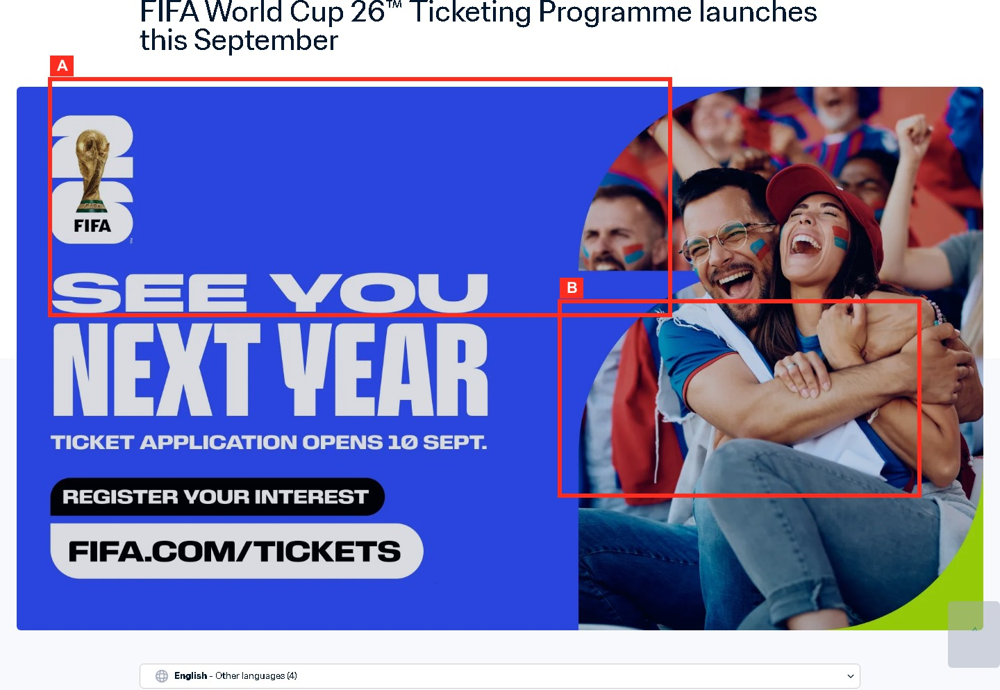 FIFA World Cup 26™ Ticketing Programme launches
this September
A
FIFA
™
B
SEE YOU
NEXT YEAR
TICKET APPLICATION OPENS 10 SEPT.
REGISTER YOUR INTEREST
FIFA.COM/TICKETS
English - Other languages (4)